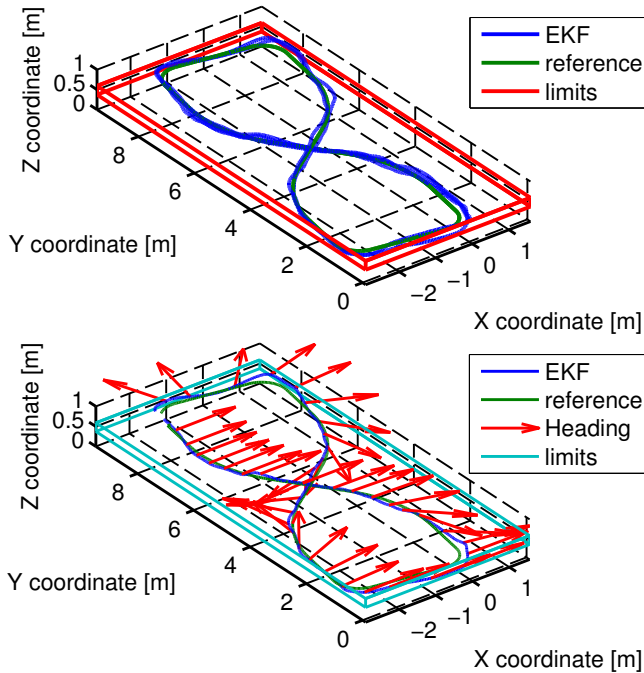 EKF
reference
limits
1
0.5
0
Z coordinate [m]
8
6
4
2
0
Y coordinate [m]
−2
−1
0
1
X coordinate [m]
EKF
reference
Heading
limits
1
0.5
0
Z coordinate [m]
8
6
4
2
0
Y coordinate [m]
−2
−1
0
1
X coordinate [m]